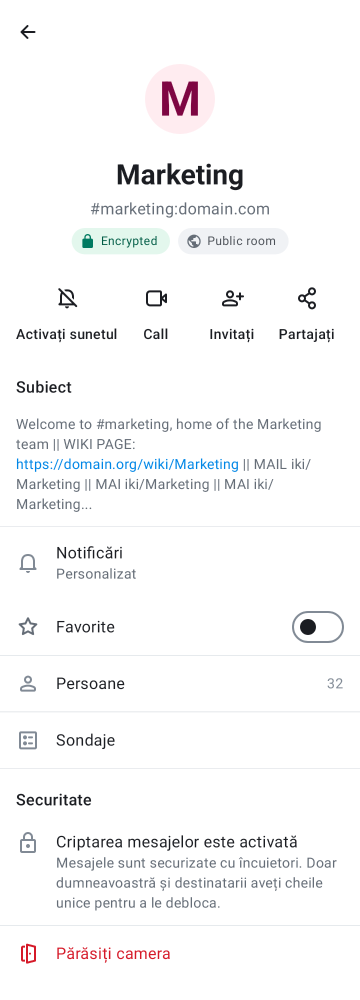 M
Marketing
#marketing:domain.com
Encrypted Public room
Activați sunetul Call Invitați Partajați
Subiect
Welcome to #marketing, home of the Marketing
team || WIKI PAGE:
https://domain.org/wiki/Marketing || MAIL iki/
Marketing || MAI iki/Marketing || MAI iki/
Marketing...
Notificări
Personalizat
Favorite
Persoane 32
Sondaje
Securitate
Criptarea mesajelor este activată
Mesajele sunt securizate cu încuietori. Doar
dumneavoastră și destinatarii aveți cheile
unice pentru a le debloca.
Părăsiți camera